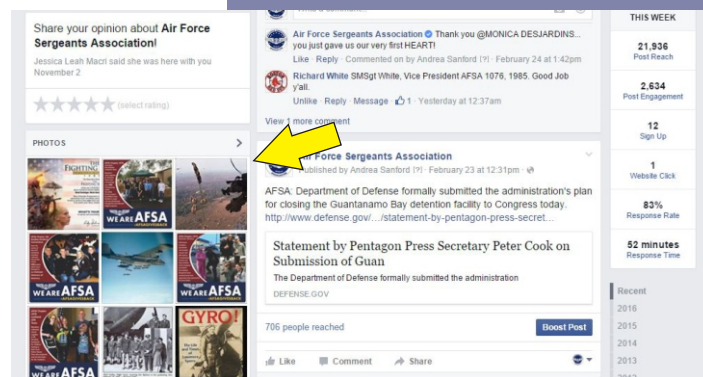 Share your opinion about Air Force
Sergeants Association!
Jessica Leah Macri said she was here with you
November 2
(select rating)
PHOTOS
THE
FIGHTING
WE ARE AFSA
WE ARE AFSA
WE ARE AFSA
GYRO!
The Life
and Times
WE ARE AFSA
Air Force Sergeants Association Thank you @MONICA DESJARDINS...
you just gave us our very first HEART!
Like · Reply · Commented on by Andrea Sanford [?] · February 24 at 1:42pm
Richard White SMSgt White, Vice President AFSA 1076, 1985. Good Job
y'all.
Unlike · Reply · Message · 1 · Yesterday at 12:37am
View 1 more comment
Air Force Sergeants Association
Published by Andrea Sanford [?] · February 23 at 12:31pm ·
AFSA: Department of Defense formally submitted the administration's plan
for closing the Guantanamo Bay detention facility to Congress today.
http://www.defense.gov/.../statement-by-pentagon-press-secret...
Statement by Pentagon Press Secretary Peter Cook on
Submission of Guan
The Department of Defense formally submitted the administration
DEFENSE.GOV
706 people reached
Boost Post
Like Comment Share
THIS WEEK
21,936
Post Reach
2,634
Post Engagement
12
Sign Up
1
Website Click
83%
Response Rate
52 minutes
Response Time
Recent
2016
2015
2014
2013